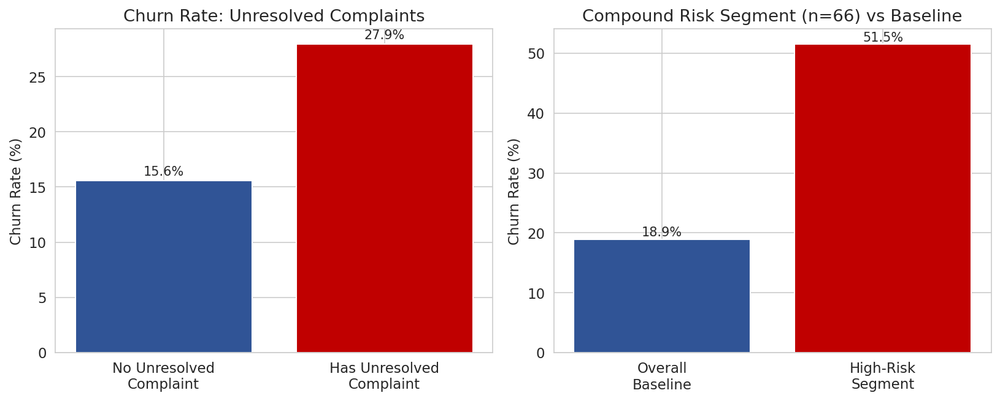 Churn Rate: Unresolved Complaints
Churn Rate (%)
25
20
15
10
5
0
27.9%
15.6%
No Unresolved
Complaint
Has Unresolved
Complaint
Compound Risk Segment (n=66) vs Baseline
Churn Rate (%)
50
40
30
20
10
0
51.5%
18.9%
Overall
Baseline
High-Risk
Segment